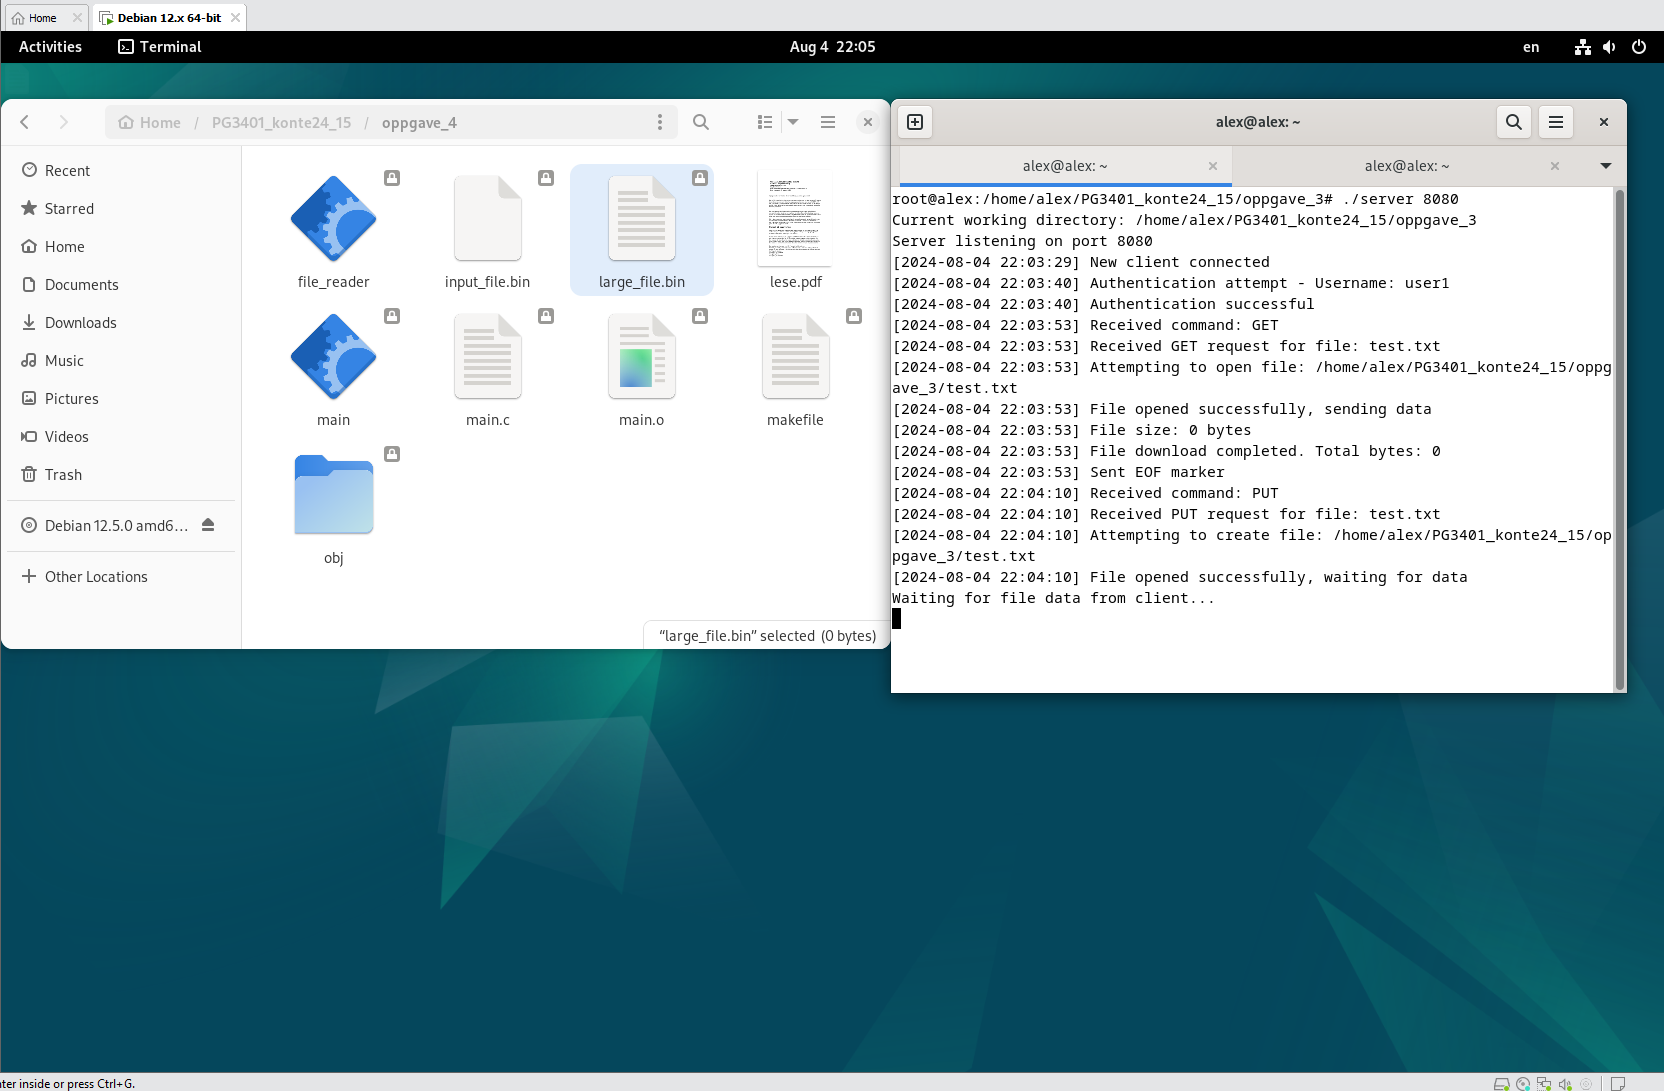 Home
Debian 12.x 64-bit
Activities
Terminal
Aug 4 22:05
en
Home / PG3401_konte24_15 / oppgave_4
Recent
Starred
Home
Documents
Downloads
Music
Pictures
Videos
Trash
Debian 12.5.0 amd6...
Other Locations
file_reader
input_file.bin
large_file.bin
lese.pdf
main
main.c
main.o
makefile
obj
“large_file.bin” selected (0 bytes)
alex@alex: ~
alex@alex: ~
alex@alex: ~
root@alex:/home/alex/PG3401_konte24_15/oppgave_3# ./server 8080
Current working directory: /home/alex/PG3401_konte24_15/oppgave_3
Server listening on port 8080
[2024-08-04 22:03:29] New client connected
[2024-08-04 22:03:40] Authentication attempt - Username: user1
[2024-08-04 22:03:40] Authentication successful
[2024-08-04 22:03:53] Received command: GET
[2024-08-04 22:03:53] Received GET request for file: test.txt
[2024-08-04 22:03:53] Attempting to open file: /home/alex/PG3401_konte24_15/oppg
ave_3/test.txt
[2024-08-04 22:03:53] File opened successfully, sending data
[2024-08-04 22:03:53] File size: 0 bytes
[2024-08-04 22:03:53] File download completed. Total bytes: 0
[2024-08-04 22:03:53] Sent EOF marker
[2024-08-04 22:04:10] Received command: PUT
[2024-08-04 22:04:10] Received PUT request for file: test.txt
[2024-08-04 22:04:10] Attempting to create file: /home/alex/PG3401_konte24_15/op
pgave_3/test.txt
[2024-08-04 22:04:10] File opened successfully, waiting for data
Waiting for file data from client...
nter inside or press Ctrl+G.